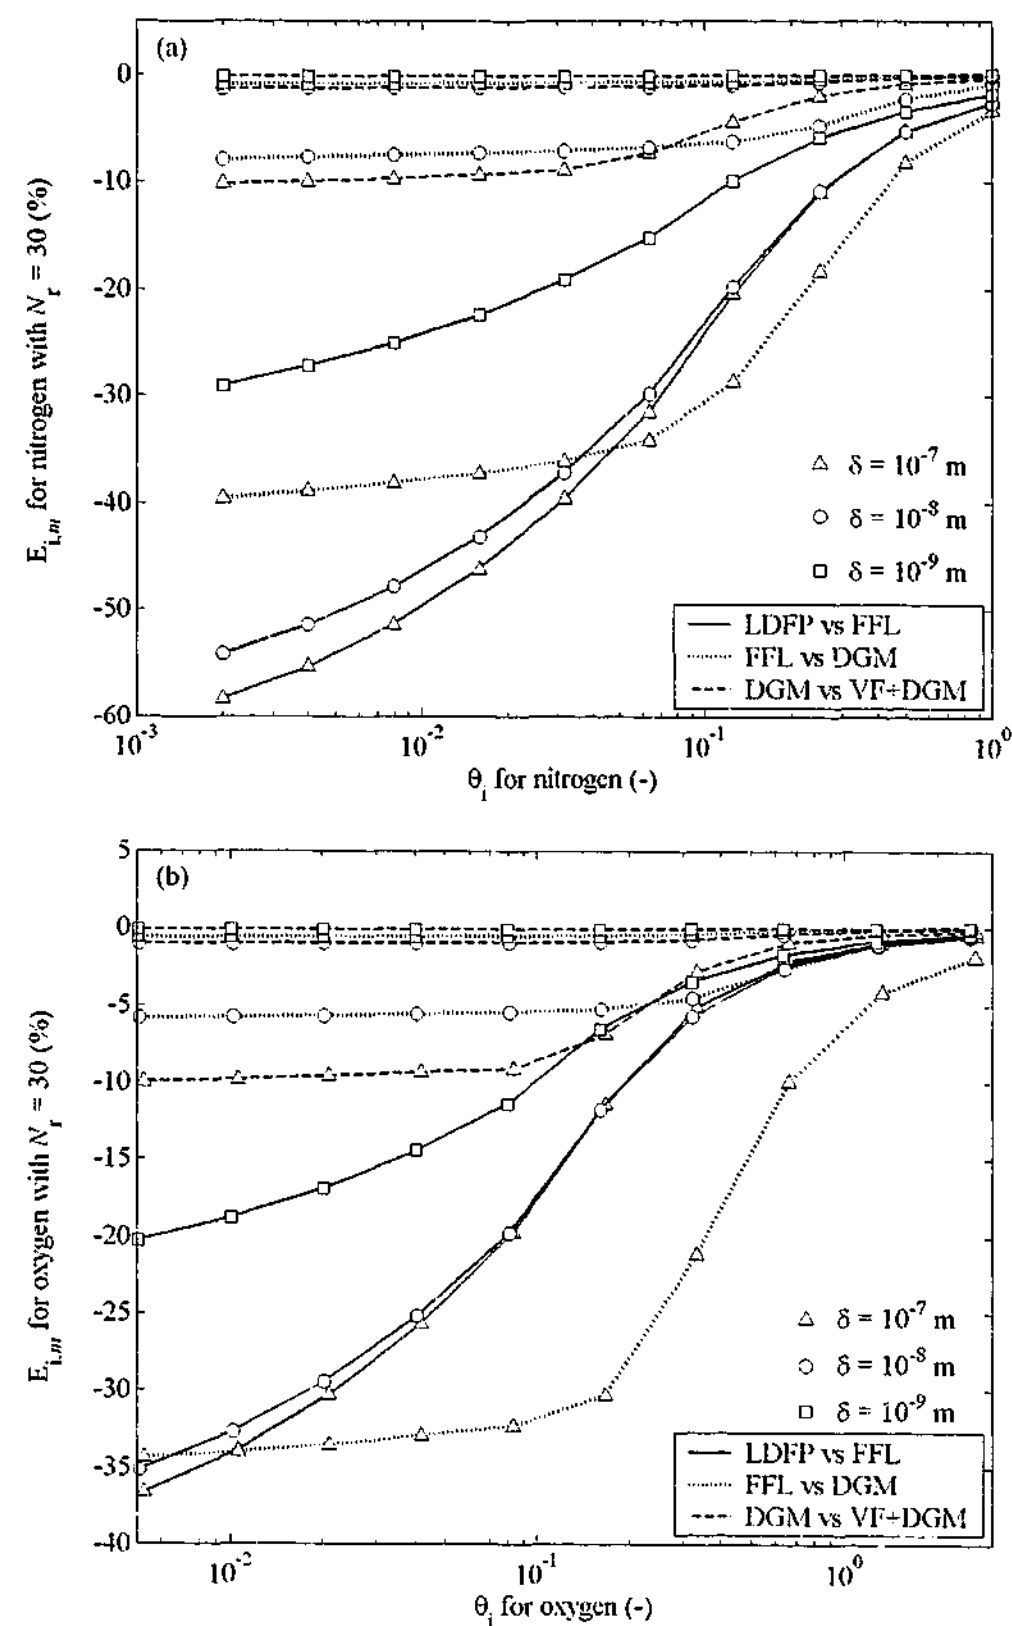 (a)
0
-10
-20
-30
-40
-50
-60
E_{i,m} for nitrogen with N_r = 30 (%)
δ = 10^{-7} m
δ = 10^{-8} m
δ = 10^{-9} m
LDFP vs FFL
FFL vs DGM
DGM vs VF+DGM
10^{-3} 10^{-2} 10^{-1} 10^{0}
θ_i for nitrogen (-)
(b)
5
0
-5
-10
-15
-20
-25
-30
-35
-40
E_{i,m} for oxygen with N_r = 30 (%)
δ = 10^{-7} m
δ = 10^{-8} m
δ = 10^{-9} m
LDFP vs FFL
FFL vs DGM
DGM vs VF+DGM
10^{-2} 10^{-1} 10^{0}
θ_i for oxygen (-)